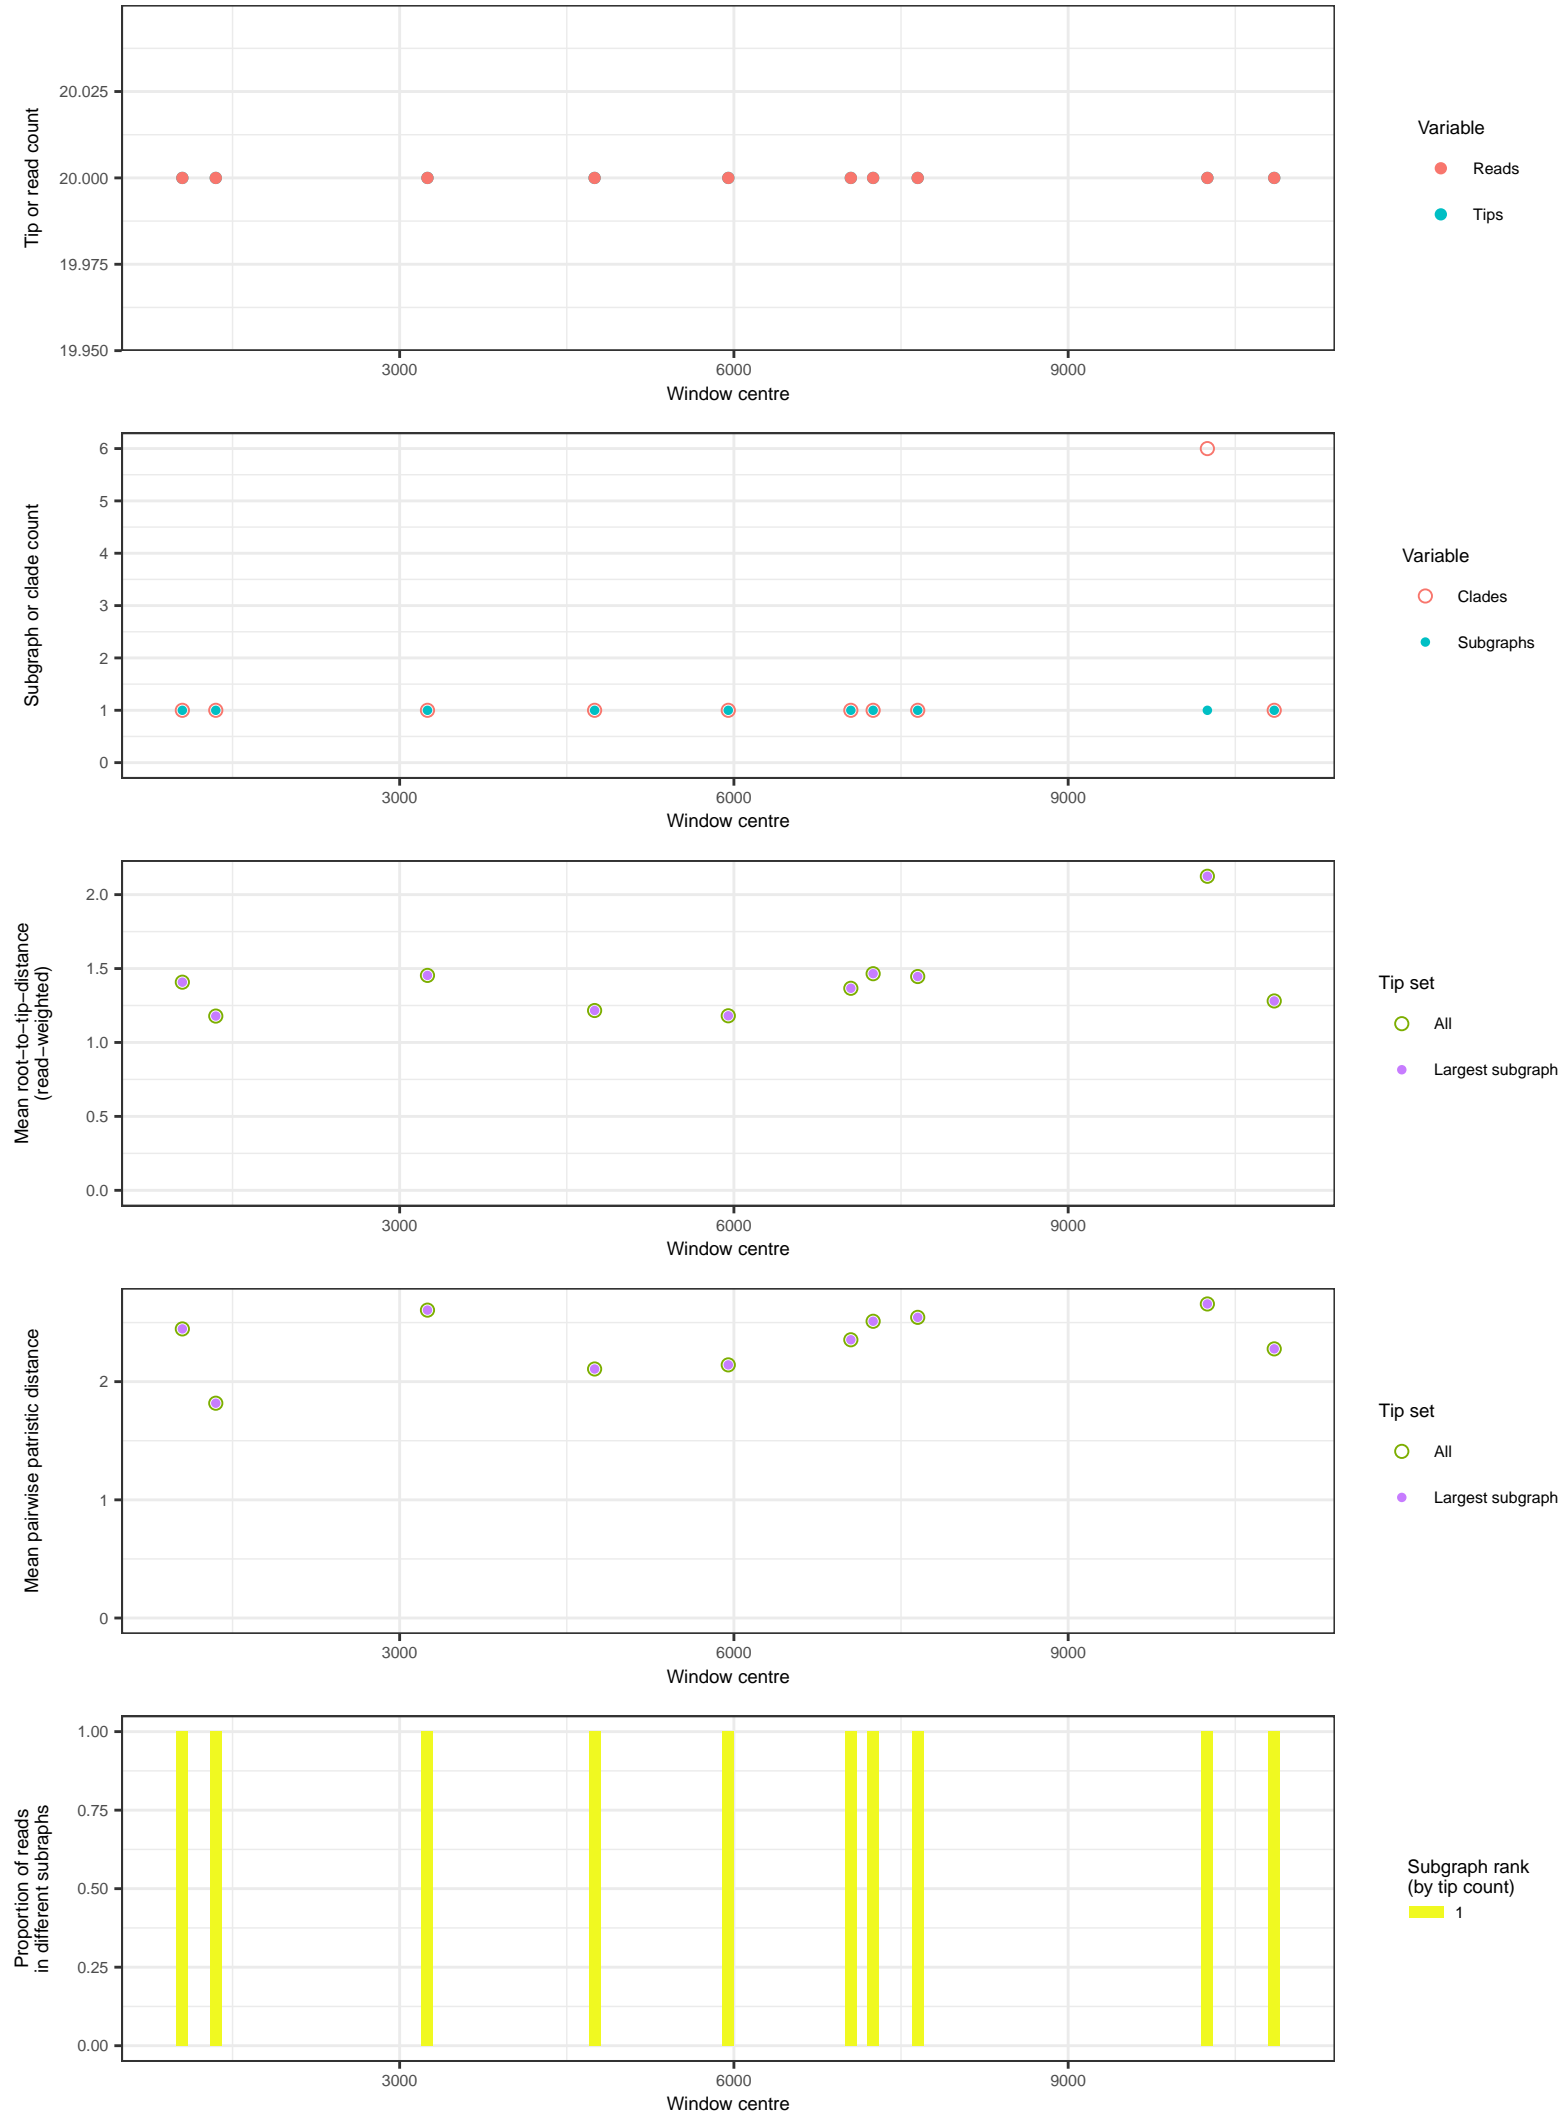 Tip or read count
20.025
20.000
19.975
19.950
3000
6000
9000
Window centre
Variable
Reads
Tips
Subgraph or clade count
6
5
4
3
2
1
0
3000
6000
9000
Window centre
Variable
Clades
Subgraphs
Mean root−to−tip−distance
(read−weighted)
2.0
1.5
1.0
0.5
0.0
3000
6000
9000
Window centre
Tip set
All
Largest subgraph
Mean pairwise patristic distance
2
1
0
3000
6000
9000
Window centre
Tip set
All
Largest subgraph
Proportion of reads
in different subraphs
1.00
0.75
0.50
0.25
0.00
3000
6000
9000
Window centre
Subgraph rank
(by tip count)
1